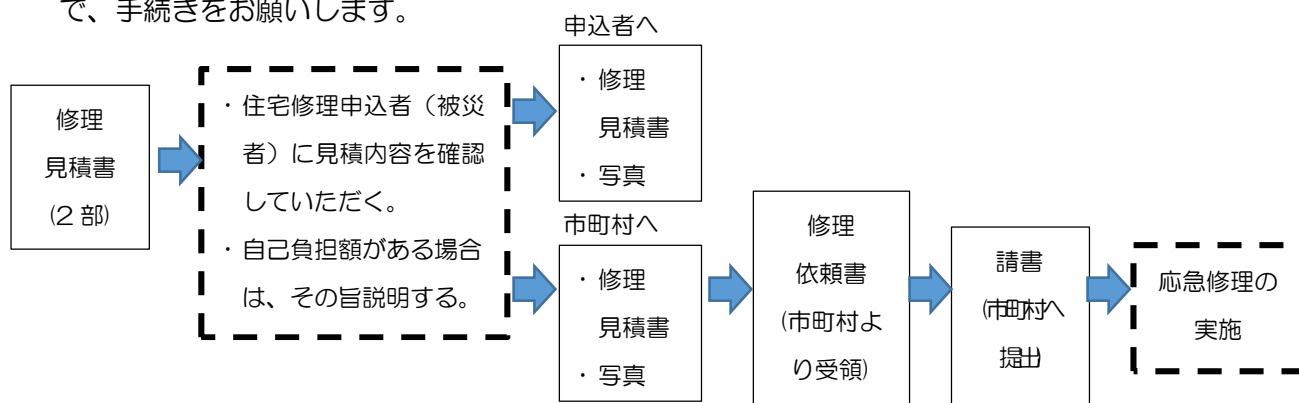 で、手続きをお願いします。
修理
見積書
(2 部)
・住宅修理申込者（被災
者）に見積内容を確認
していただく。
・自己負担額がある場合
は、その旨説明する。
申込者へ
・修理
見積書
・写真
市町村へ
・修理
見積書
・写真
修理
依頼書
(市町村よ
り受領)
請書
(市町村へ
提出)
応急修理の
実施